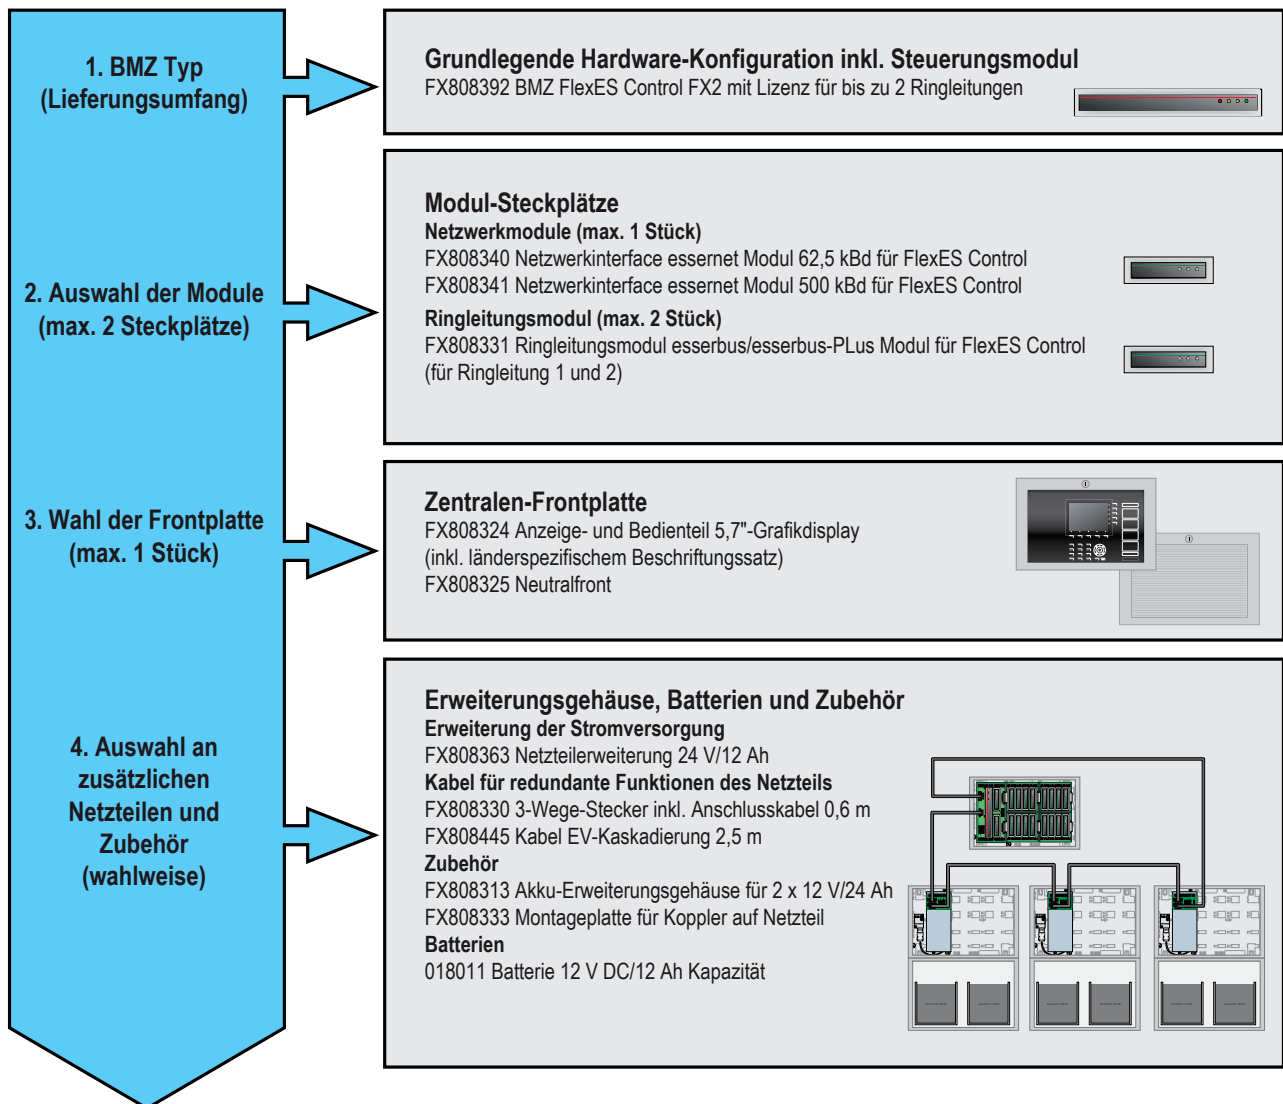 1. BMZ Typ
(Lieferungsumfang)
Grundlegende Hardware-Konfiguration inkl. Steuerungsmodul
FX808392 BMZ FlexES Control FX2 mit Lizenz für bis zu 2 Ringleitungen
2. Auswahl der Module
(max. 2 Steckplätze)
Modul-Steckplätze
Netzwerkmodule (max. 1 Stück)
FX808340 Netzwerkinterface essernet Modul 62,5 kBd für FlexES Control
FX808341 Netzwerkinterface essernet Modul 500 kBd für FlexES Control
Ringleitungsmodul (max. 2 Stück)
FX808331 Ringleitungsmodul esserbus/esserbus-PLus Modul für FlexES Control
(für Ringleitung 1 und 2)
3. Wahl der Frontplatte
(max. 1 Stück)
Zentralen-Frontplatte
FX808324 Anzeige- und Bedienteil 5,7"-Grafikdisplay
(inkl. länderspezifischem Beschriftungssatz)
FX808325 Neutralfront
4. Auswahl an
zusätzlichen
Netzteilen und
Zubehör
(wahlweise)
Erweiterungsgehäuse, Batterien und Zubehör
Erweiterung der Stromversorgung
FX808363 Netzteilerweiterung 24 V/12 Ah
Kabel für redundante Funktionen des Netzteils
FX808330 3-Wege-Stecker inkl. Anschlusskabel 0,6 m
FX808445 Kabel EV-Kaskadierung 2,5 m
Zubehör
FX808313 Akku-Erweiterungsgehäuse für 2 x 12 V/24 Ah
FX808333 Montageplatte für Koppler auf Netzteil
Batterien
018011 Batterie 12 V DC/12 Ah Kapazität